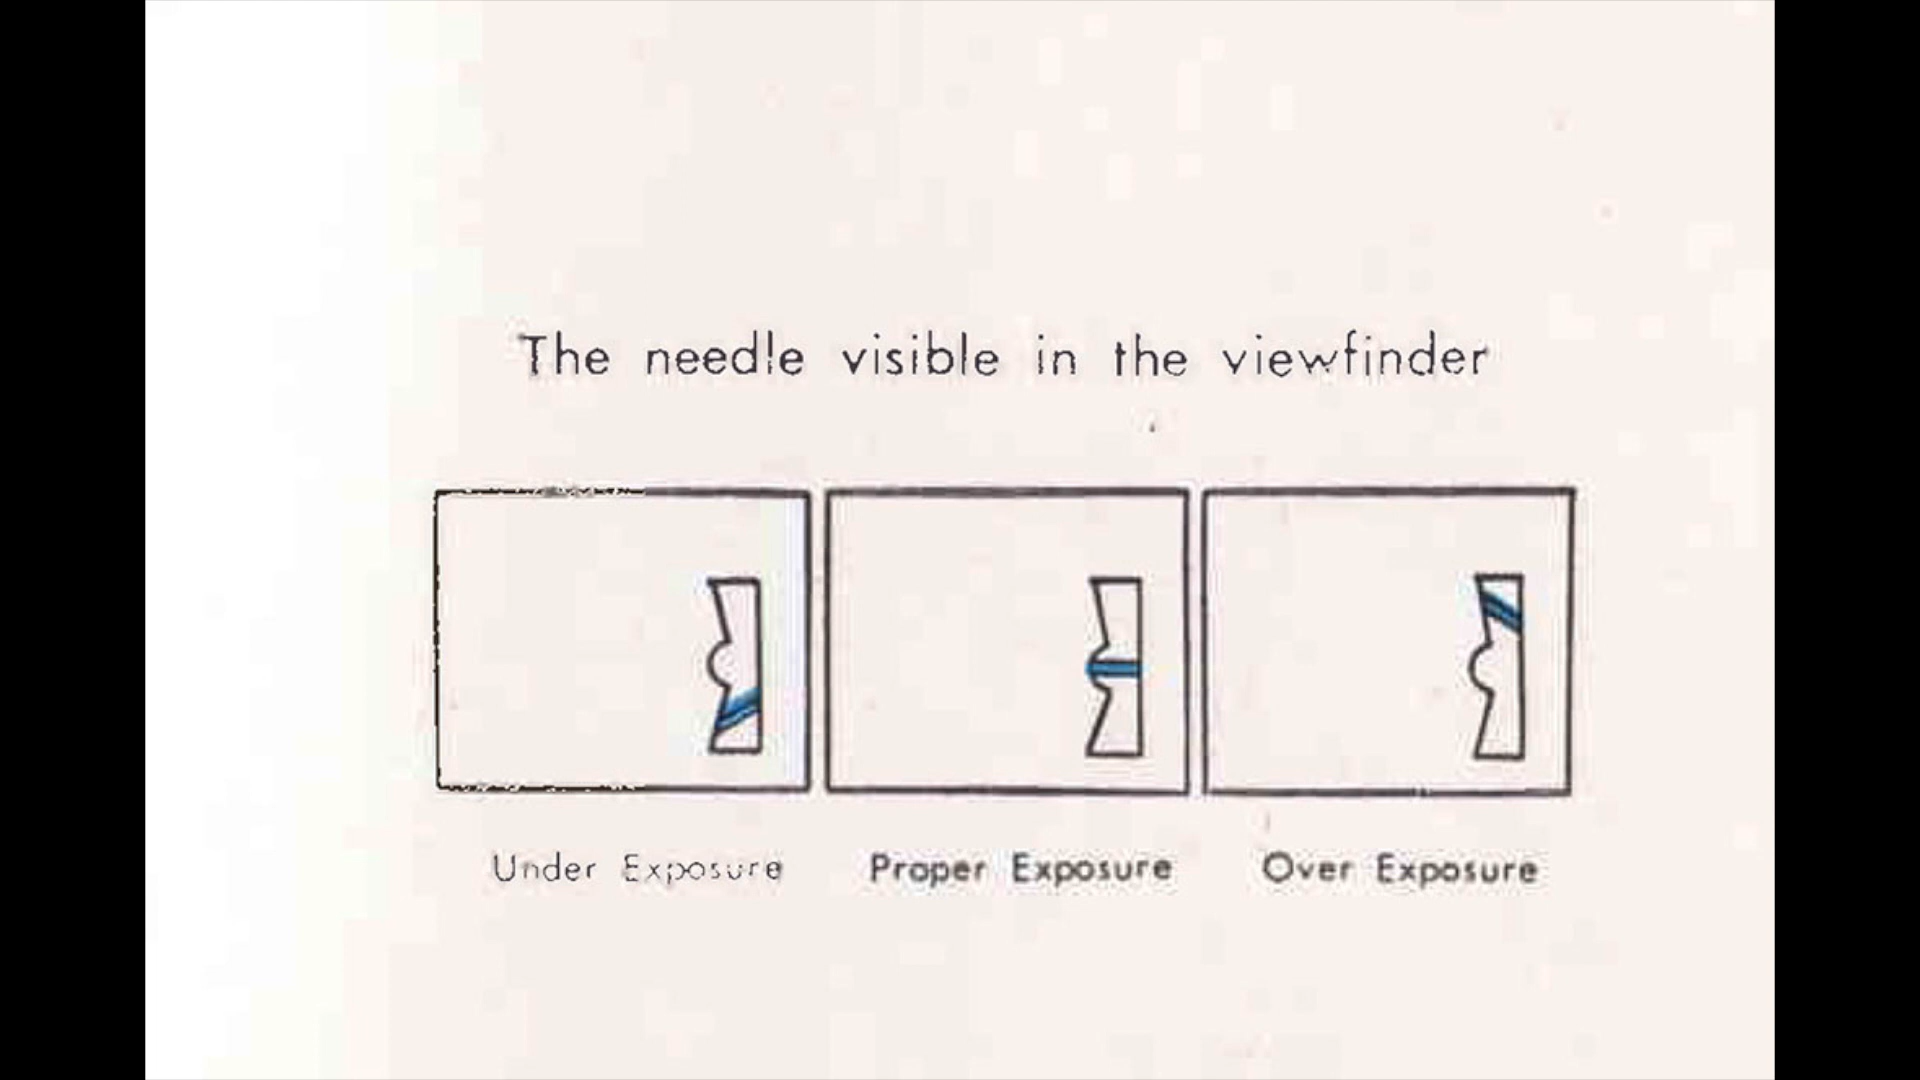 The needle visible in the viewfinder
Under Exposure
Proper Exposure
Over Exposure